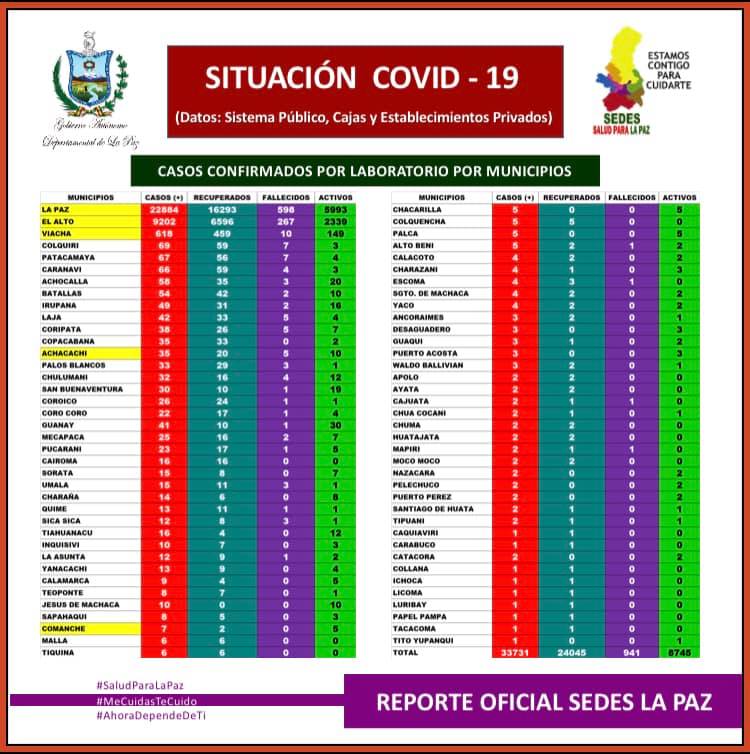 Gobierno Autónomo
Departamental de La Paz
SITUACIÓN COVID - 19
(Datos: Sistema Público, Cajas y Establecimientos Privados)
ESTAMOS
CONTIGO
PARA
CUIDARTE
SEDES
SALUD PARA LA PAZ
CASOS CONFIRMADOS POR LABORATORIO POR MUNICIPIOS
MUNICIPIOS CASOS (+) RECUPERADOS FALLECIDOS ACTIVOS
LA PAZ 22884 16293 598 5993
EL ALTO 9202 6596 267 2339
VIACHA 618 459 10 149
COLQUIRI 69 59 7 3
PATACAMAYA 67 56 7 4
CARANAVI 66 59 4 3
ACHOCALLA 58 35 3 20
BATALLAS 54 42 2 10
IRUPANA 49 31 2 16
LAJA 42 33 5 4
CORIPATA 38 26 5 7
COPACABANA 35 33 0 2
ACHACACHI 35 20 5 10
PALOS BLANCOS 33 29 3 1
CHULUMANI 32 16 4 12
SAN BUENAVENTURA 30 10 1 19
COROICO 26 24 1 1
CORO CORO 22 17 1 4
GUANAY 41 10 1 30
MECAPACA 25 16 2 7
PUCARANI 23 17 1 5
CAIROMA 16 16 0 0
SORATA 15 8 0 7
UMALA 15 11 3 1
CHARAÑA 14 6 0 8
QUIME 13 11 1 1
SICA SICA 12 8 3 1
TIAHUANACU 16 4 0 12
INQUISIVI 10 7 0 3
LA ASUNTA 12 9 1 2
YANACACHI 13 9 0 4
CALAMARCA 9 4 0 5
TEOPONTE 8 7 0 1
JESUS DE MACHACA 10 0 0 10
SAPAHAQUI 8 5 0 3
COMANCHE 7 2 0 5
MALLA 6 6 0 0
TIQUINA 6 6 0 0
MUNICIPIOS CASOS (+) RECUPERADOS FALLECIDOS ACTIVOS
CHACARILLA 5 0 0 5
COLQUENCHA 5 5 0 0
PALCA 5 0 0 5
ALTO BENI 5 2 1 2
CALACOTO 4 2 0 2
CHARAZANI 4 1 0 3
ESCOMA 4 3 1 0
SGTO. DE MACHACA 4 2 0 2
YACO 4 2 0 2
ANCORAIMES 3 2 0 1
DESAGUADERO 3 0 0 3
GUAQUI 3 1 0 2
PUERTO ACOSTA 3 0 0 3
WALDO BALLIVIAN 3 2 0 1
APOLO 2 2 0 0
AYATA 2 2 0 0
CAJUATA 2 1 1 0
CHUA COCANI 2 1 0 1
CHUMA 2 2 0 0
HUATAJATA 2 2 0 0
MAPIRI 2 1 1 0
MOCO MOCO 2 2 0 0
NAZACARA 2 0 0 2
PELECHUCO 2 0 0 2
PUERTO PEREZ 2 0 0 2
SANTIAGO DE HUATA 2 1 0 1
TIPUANI 2 1 0 1
CAQUIAVIRI 1 1 0 0
CARABUCO 1 1 0 0
CATACORA 2 0 0 2
COLLANA 1 1 0 0
ICHOCA 1 1 0 0
LICOMA 1 1 0 0
LURIBAY 1 1 0 0
PAPEL PAMPA 1 1 0 0
TACACOMA 1 1 0 0
TITO YUPANQUI 1 0 0 1
TOTAL 33731 24045 941 8745
#SaludParaLaPaz
#MeCuidasTeCuido
#AhoraDependeDeTi
REPORTE OFICIAL SEDES LA PAZ